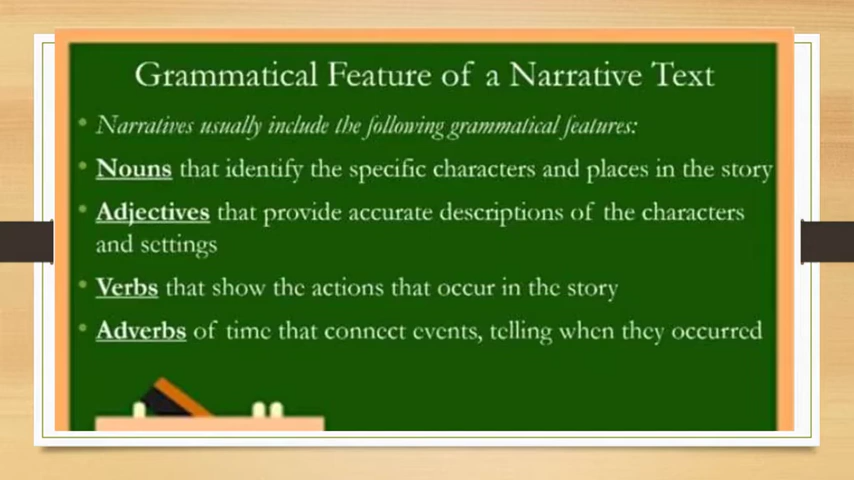 Grammatical Feature of a Narrative Text
• Narratives usually include the following grammatical features:
• Nouns that identify the specific characters and places in the story
• Adjectives that provide accurate descriptions of the characters
and settings
• Verbs that show the actions that occur in the story
• Adverbs of time that connect events, telling when they occurred